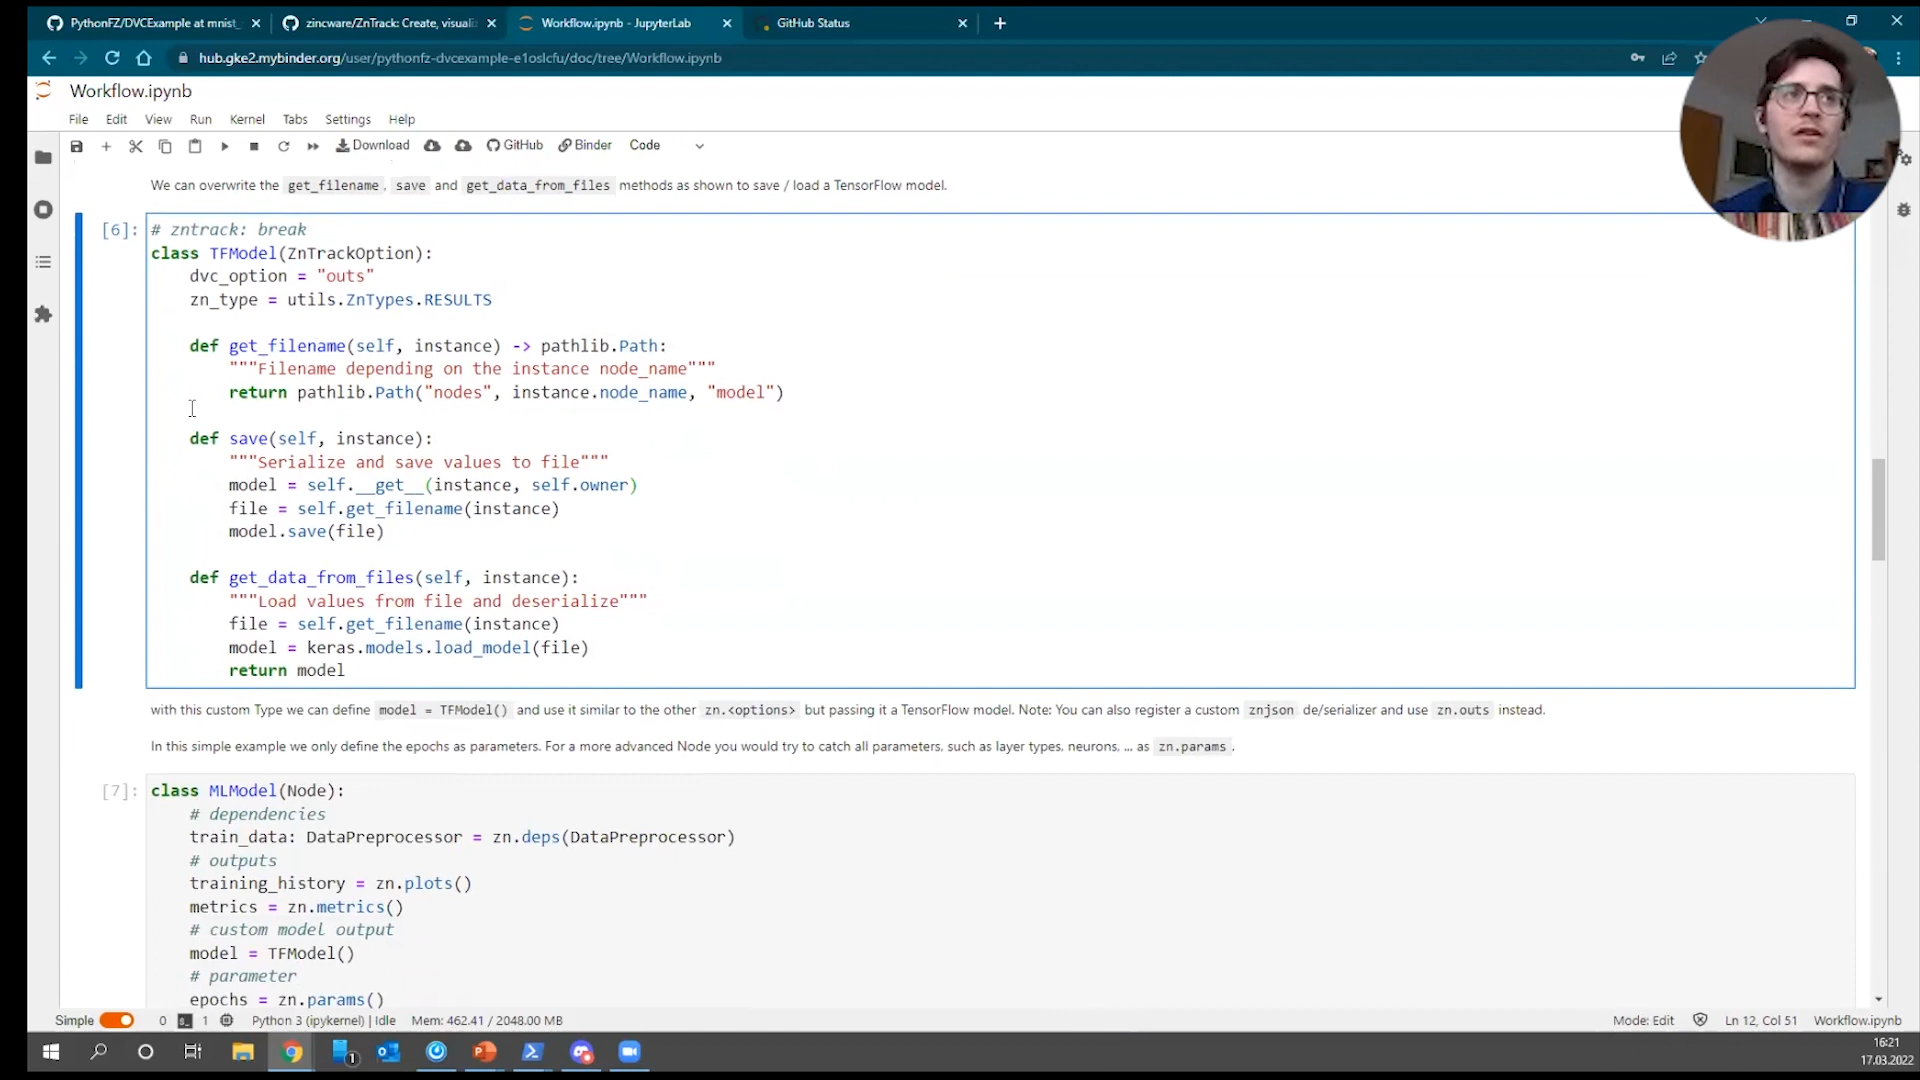 PythonFZ/DVCExample at mnist_
zincware/ZnTrack: Create, visuali
Workflow.ipynb - JupyterLab
GitHub Status
hub.gke2.mybinder.org/user/pythonfz-dvcexample-e1oslcfu/doc/tree/Workflow.ipynb
Workflow.ipynb
File Edit View Run Kernel Tabs Settings Help
Download GitHub Binder Code
We can overwrite the get_filename, save and get_data_from_files methods as shown to save / load a TensorFlow model.
[6]: # zntrack: break
class TFModel(ZnTrackOption):
dvc_option = "outs"
zn_type = utils.ZnTypes.RESULTS
def get_filename(self, instance) -> pathlib.Path:
"""Filename depending on the instance node_name"""
return pathlib.Path("nodes", instance.node_name, "model")
def save(self, instance):
"""Serialize and save values to file"""
model = self.__get__(instance, self.owner)
file = self.get_filename(instance)
model.save(file)
def get_data_from_files(self, instance):
"""Load values from file and deserialize"""
file = self.get_filename(instance)
model = keras.models.load_model(file)
return model
with this custom Type we can define model = TFModel() and use it similar to the other zn.<options> but passing it a TensorFlow model. Note: You can also register a custom znjson de/serializer and use zn.outs instead.
In this simple example we only define the epochs as parameters. For a more advanced Node you would try to catch all parameters, such as layer types, neurons, ... as zn.params .
[7]: class MLModel(Node):
# dependencies
train_data: DataPreprocessor = zn.deps(DataPreprocessor)
# outputs
training_history = zn.plots()
metrics = zn.metrics()
# custom model output
model = TFModel()
# parameter
epochs = zn.params()
Simple 0 1 Python 3 (ipykernel) | Idle Mem: 462.41 / 2048.00 MB Mode: Edit Ln 12, Col 51 Workflow.ipynb
1
16:21
17.03.2022